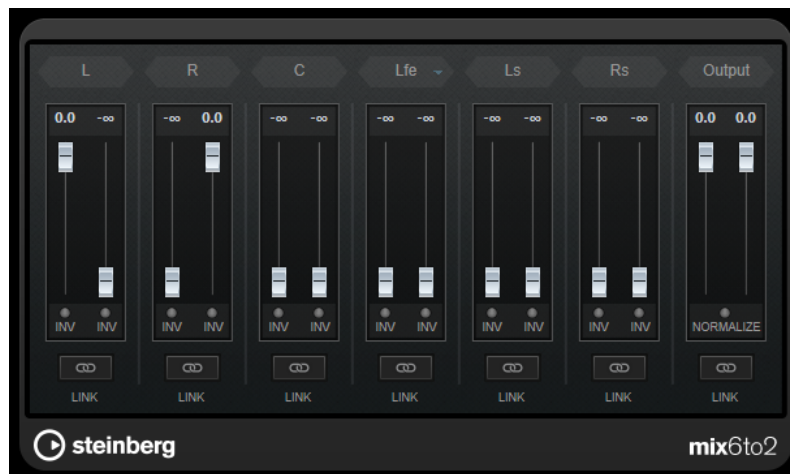 L R C Lfe Ls Rs Output
0.0 -∞ -∞ 0.0 -∞ -∞ -∞ -∞ -∞ -∞ -∞ -∞ 0.0 0.0
INV INV INV INV INV INV INV INV INV INV INV INV NORMALIZE
LINK LINK LINK LINK LINK LINK LINK
steinberg mix6to2